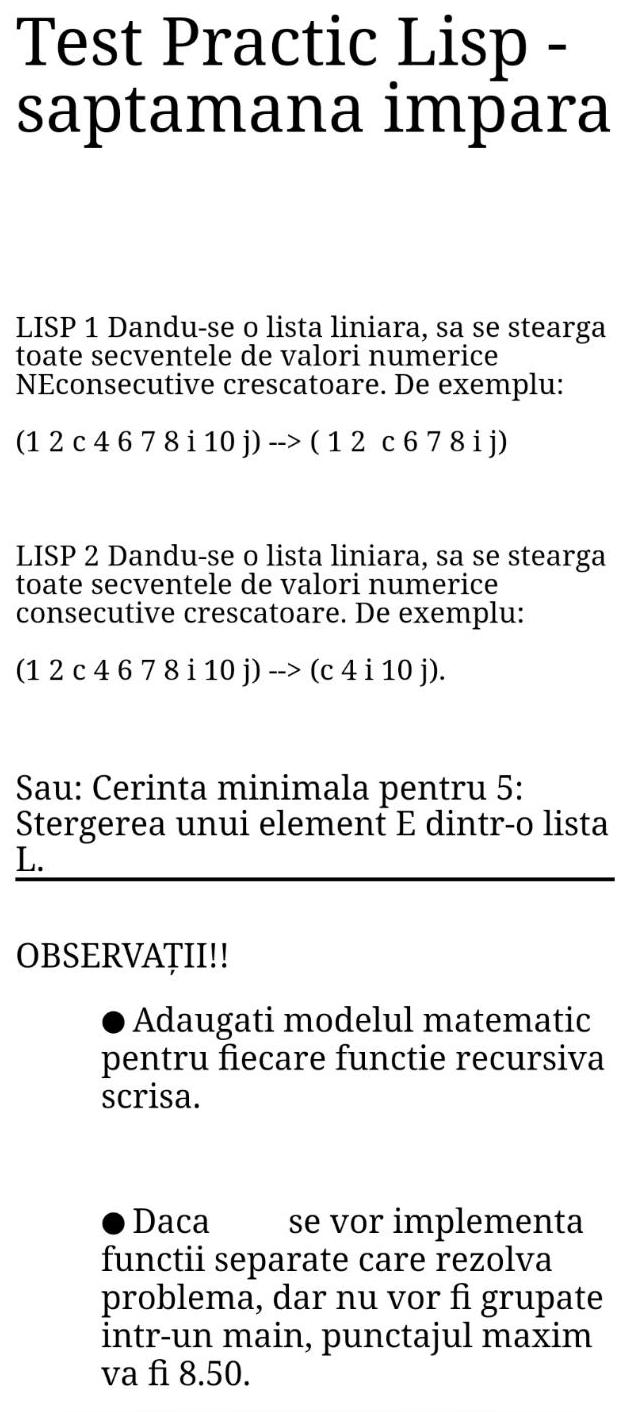 Test Practic Lisp -
saptamana impara
LISP 1 Dandu-se o lista liniara, sa se stearga
toate secventele de valori numerice
NEconsecutive crescatoare. De exemplu:
(1 2 c 4 6 7 8 i 10 j) --> ( 1 2  c 6 7 8 i j)
LISP 2 Dandu-se o lista liniara, sa se stearga
toate secventele de valori numerice
consecutive crescatoare. De exemplu:
(1 2 c 4 6 7 8 i 10 j) --> (c 4 i 10 j).
Sau: Cerinta minimala pentru 5:
Stergerea unui element E dintr-o lista
L.
OBSERVAȚII!!
● Adaugati modelul matematic
pentru fiecare functie recursiva
scrisa.
● Daca se vor implementa
functii separate care rezolva
problema, dar nu vor fi grupate
intr-un main, punctajul maxim
va fi 8.50.